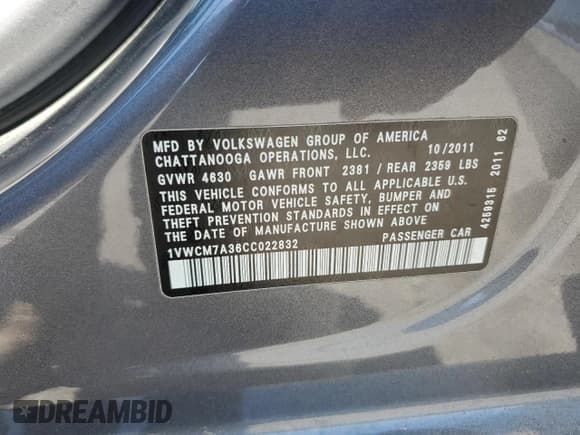 MFD BY VOLKSWAGEN GROUP OF AMERICA
CHATTANOOGA OPERATIONS, LLC. 10/2011
GVWR 4630 GAWR FRONT 2381 / REAR 2359 LBS
THIS VEHICLE CONFORMS TO ALL APPLICABLE U.S.
FEDERAL MOTOR VEHICLE SAFETY, BUMPER AND
THEFT PREVENTION STANDARDS IN EFFECT ON
THE DATE OF MANUFACTURE SHOWN ABOVE
1VWCM7A36CC022832 PASSENGER CAR
4259315 2011 62
DREAMBID